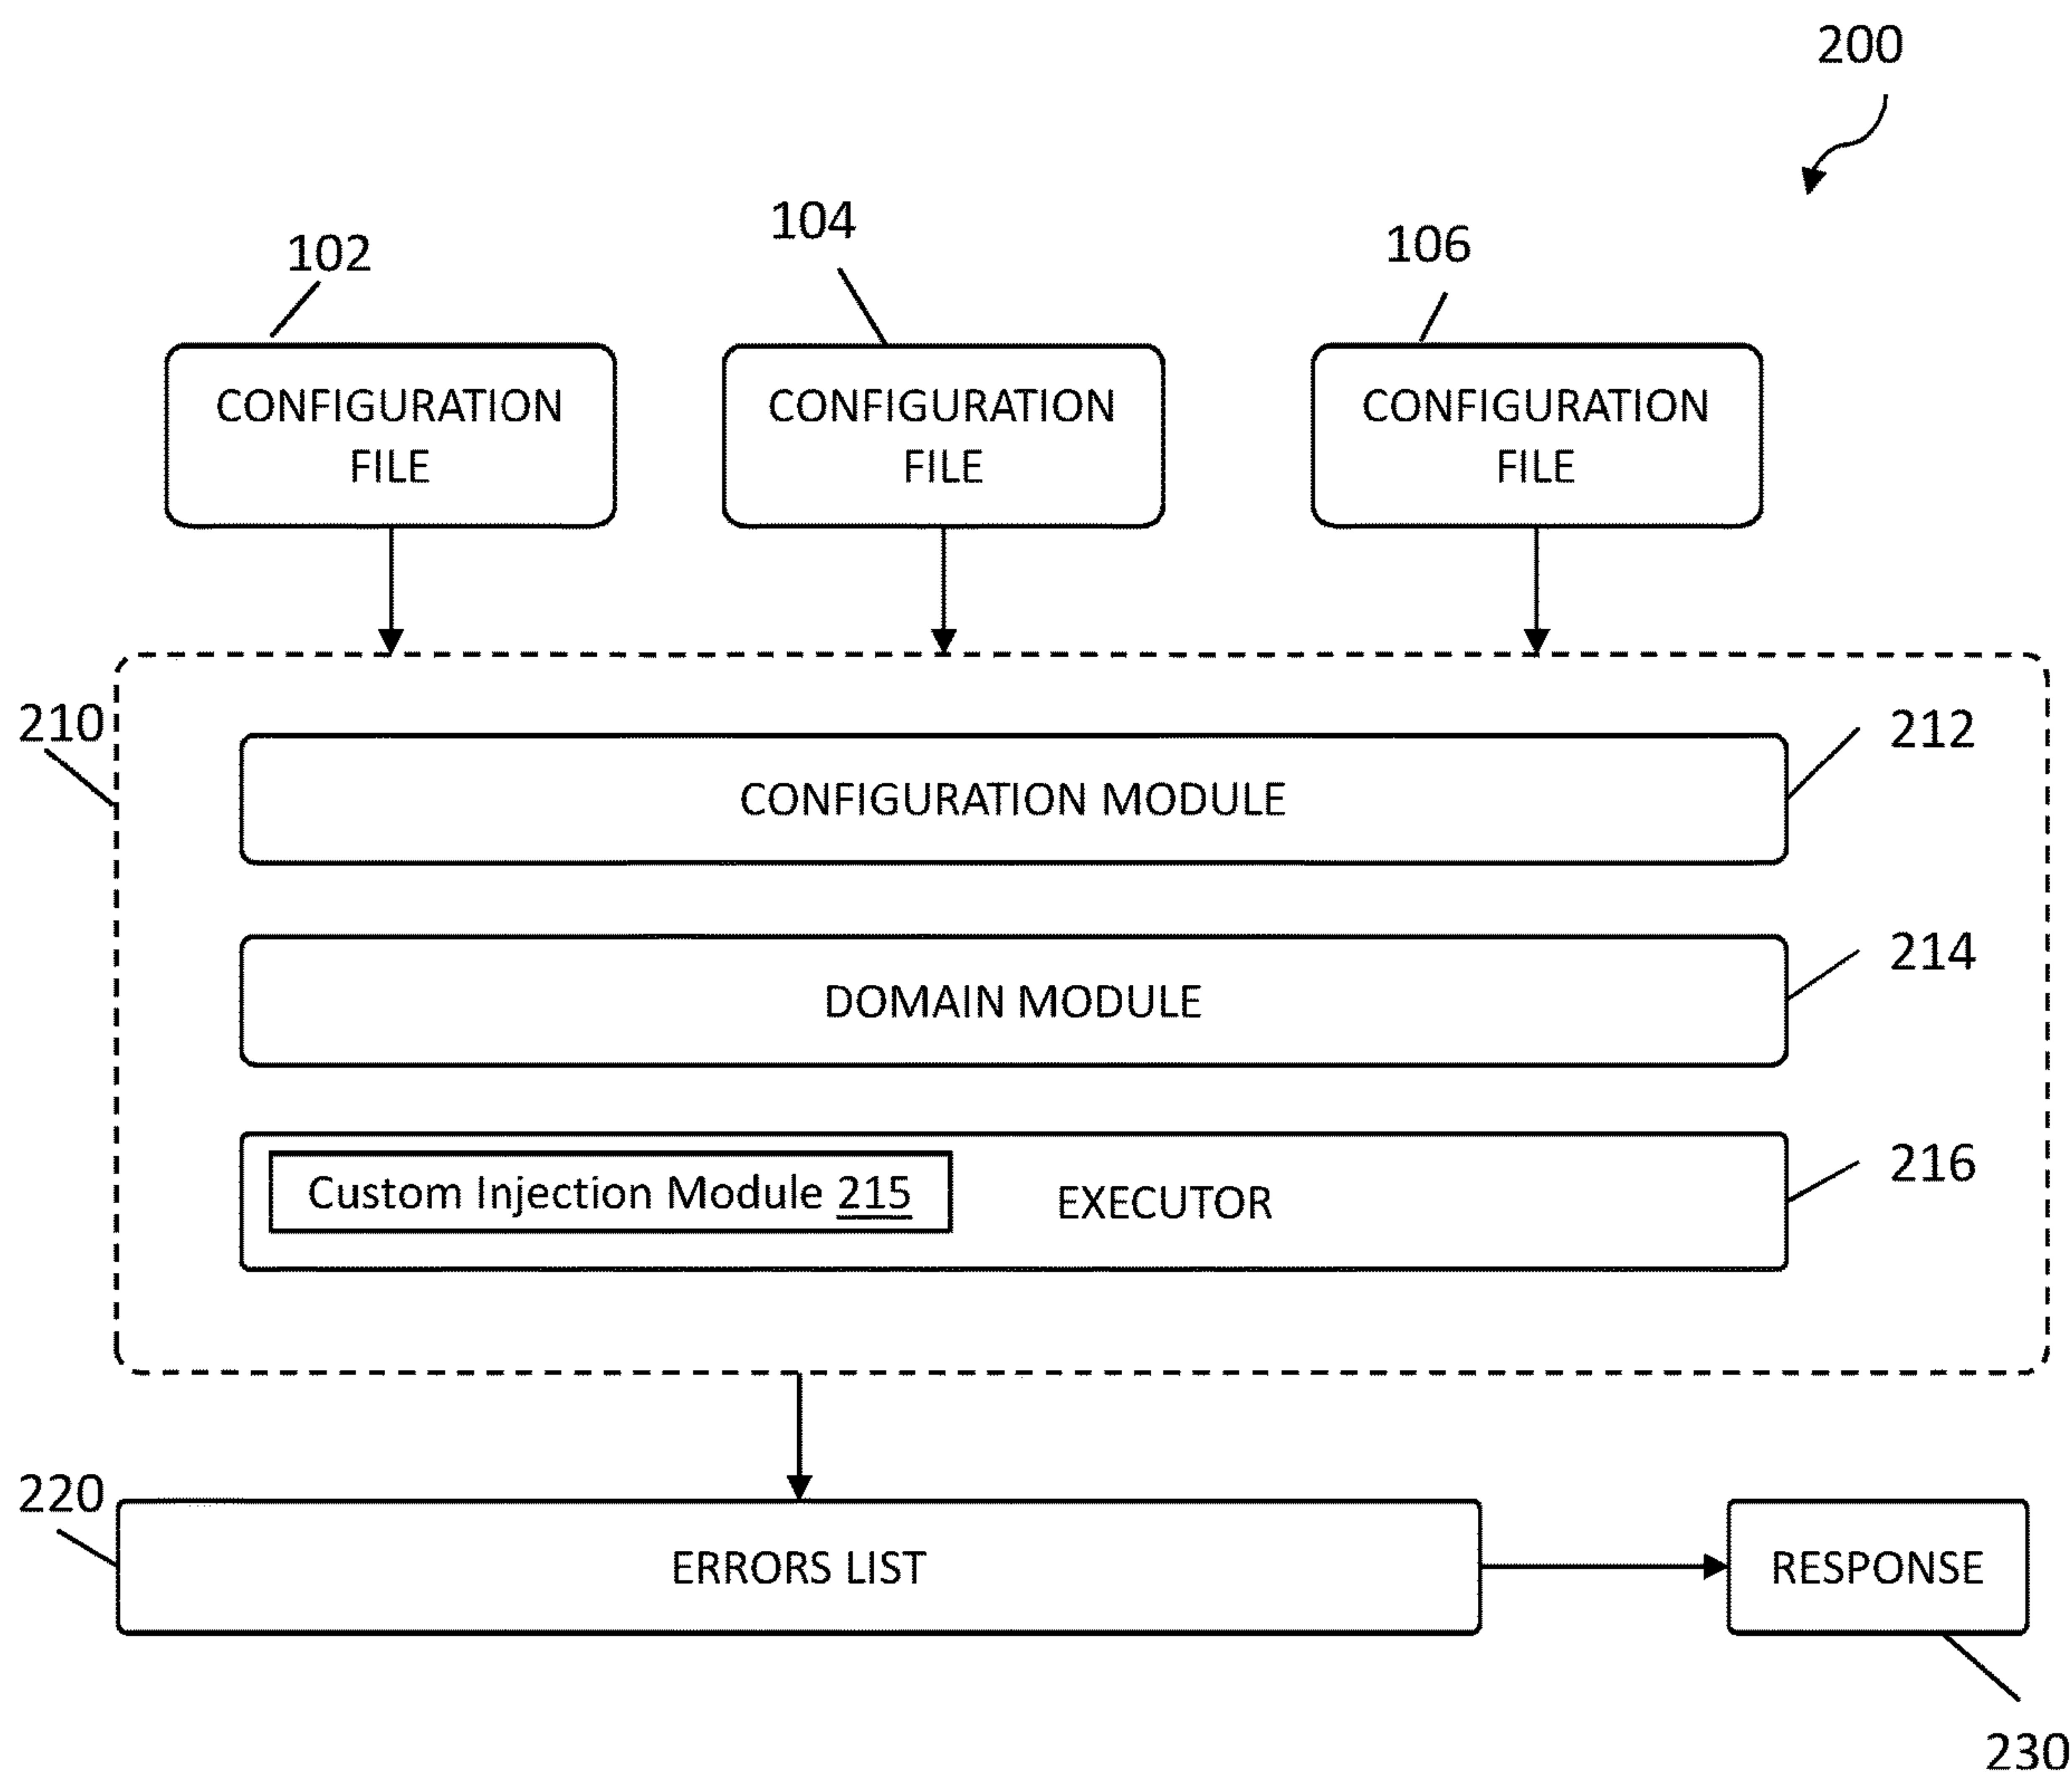 200
102
104
106
CONFIGURATION
FILE
CONFIGURATION
FILE
CONFIGURATION
FILE
210
212
CONFIGURATION MODULE
214
DOMAIN MODULE
216
Custom Injection Module 215
EXECUTOR
220
ERRORS LIST
RESPONSE
230